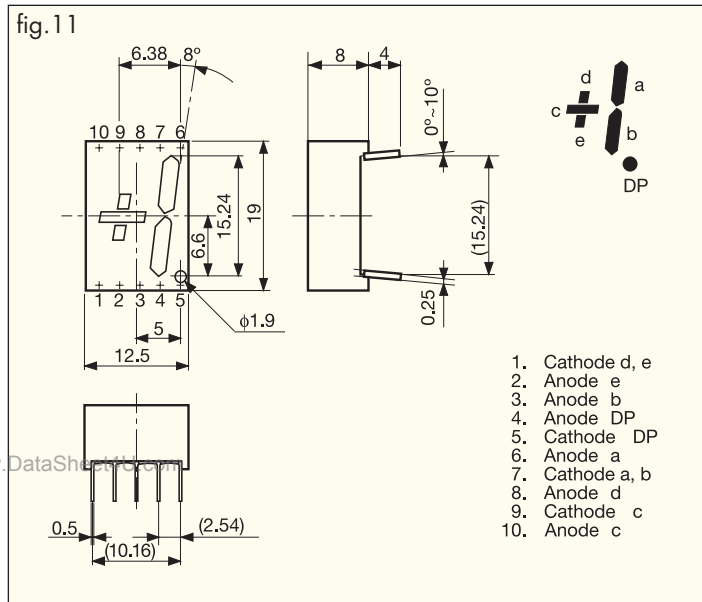 fig.11
6.38
8°
8
4
0°~10°
d
a
c
b
e
DP
10 9 8 7 6
6.6
15.24
19
(15.24)
0.25
1 2 3 4 5
5
φ1.9
12.5
1. Cathode d, e
2. Anode e
3. Anode b
4. Anode DP
5. Cathode DP
6. Anode a
7. Cathode a, b
8. Anode d
9. Cathode c
10. Anode c
.DataSheet4U.com
0.5
(2.54)
(10.16)